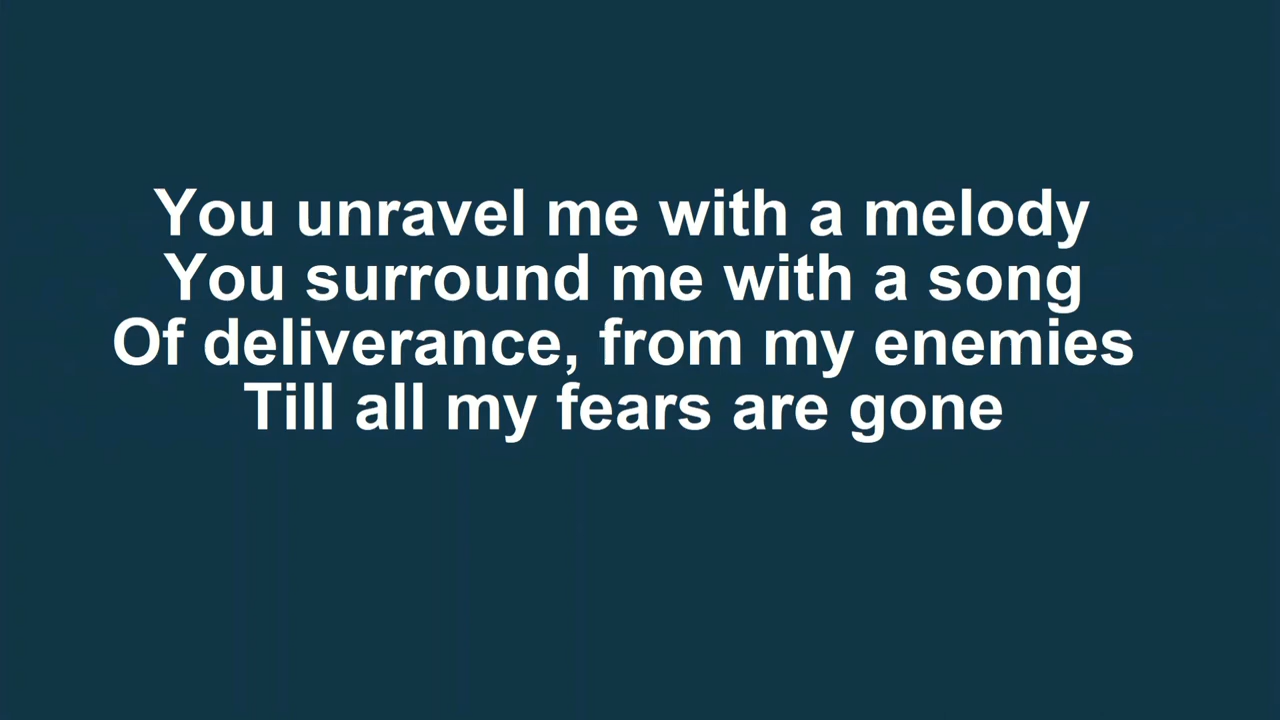 You unravel me with a melody
You surround me with a song
Of deliverance, from my enemies
Till all my fears are gone